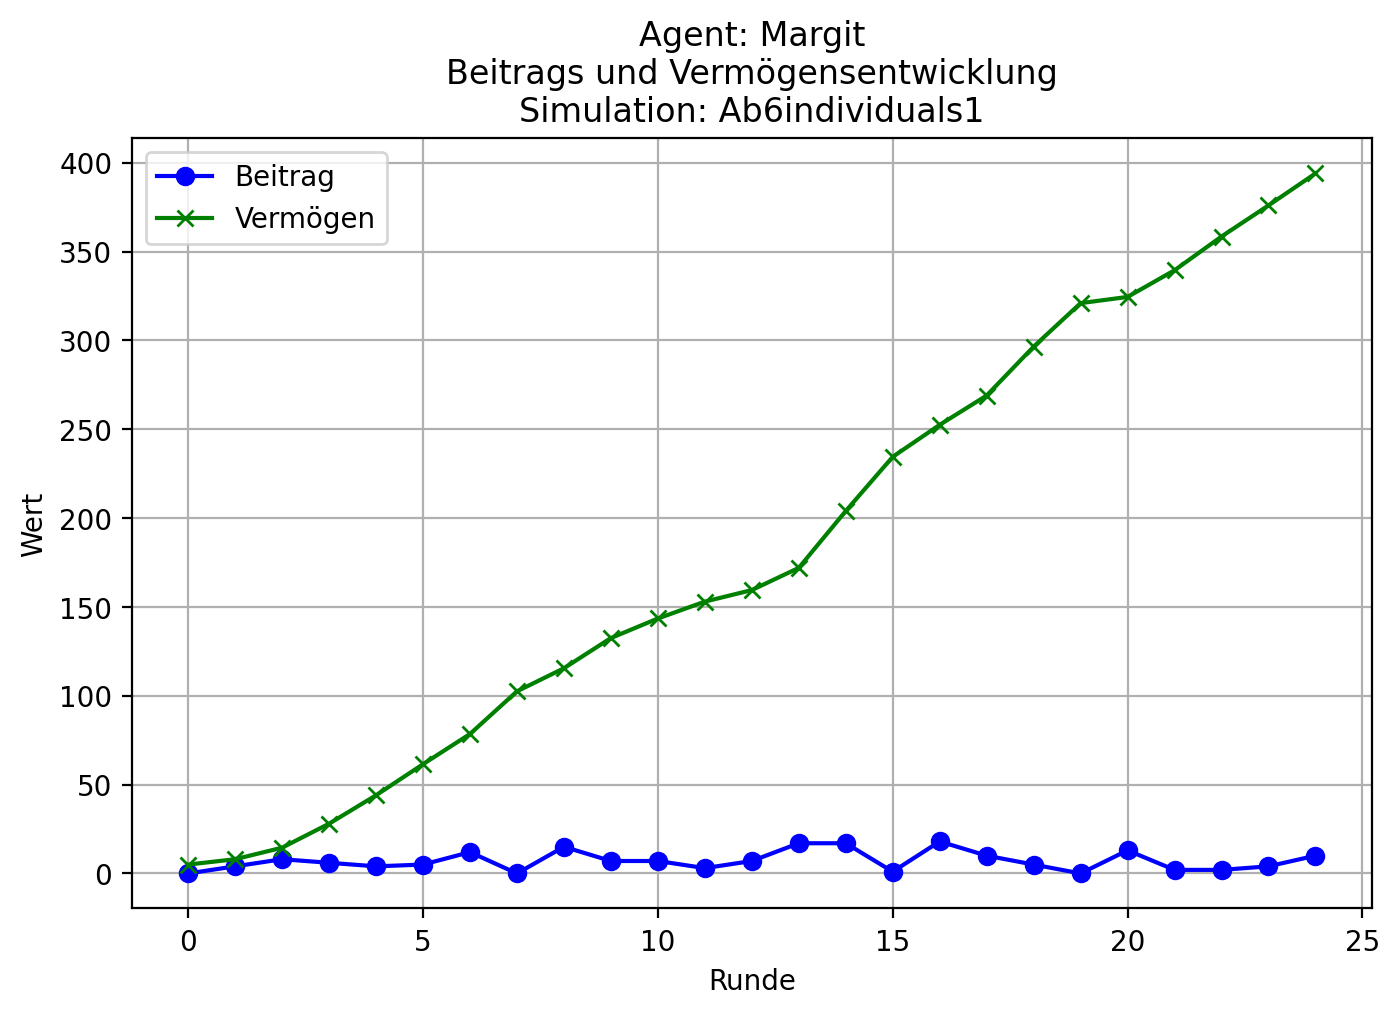 Agent: Margit
Beitrags und Vermögensentwicklung
Simulation: Ab6individuals1
Beitrag
Vermögen
400
350
300
250
200
150
100
50
0
Wert
0 5 10 15 20 25
Runde